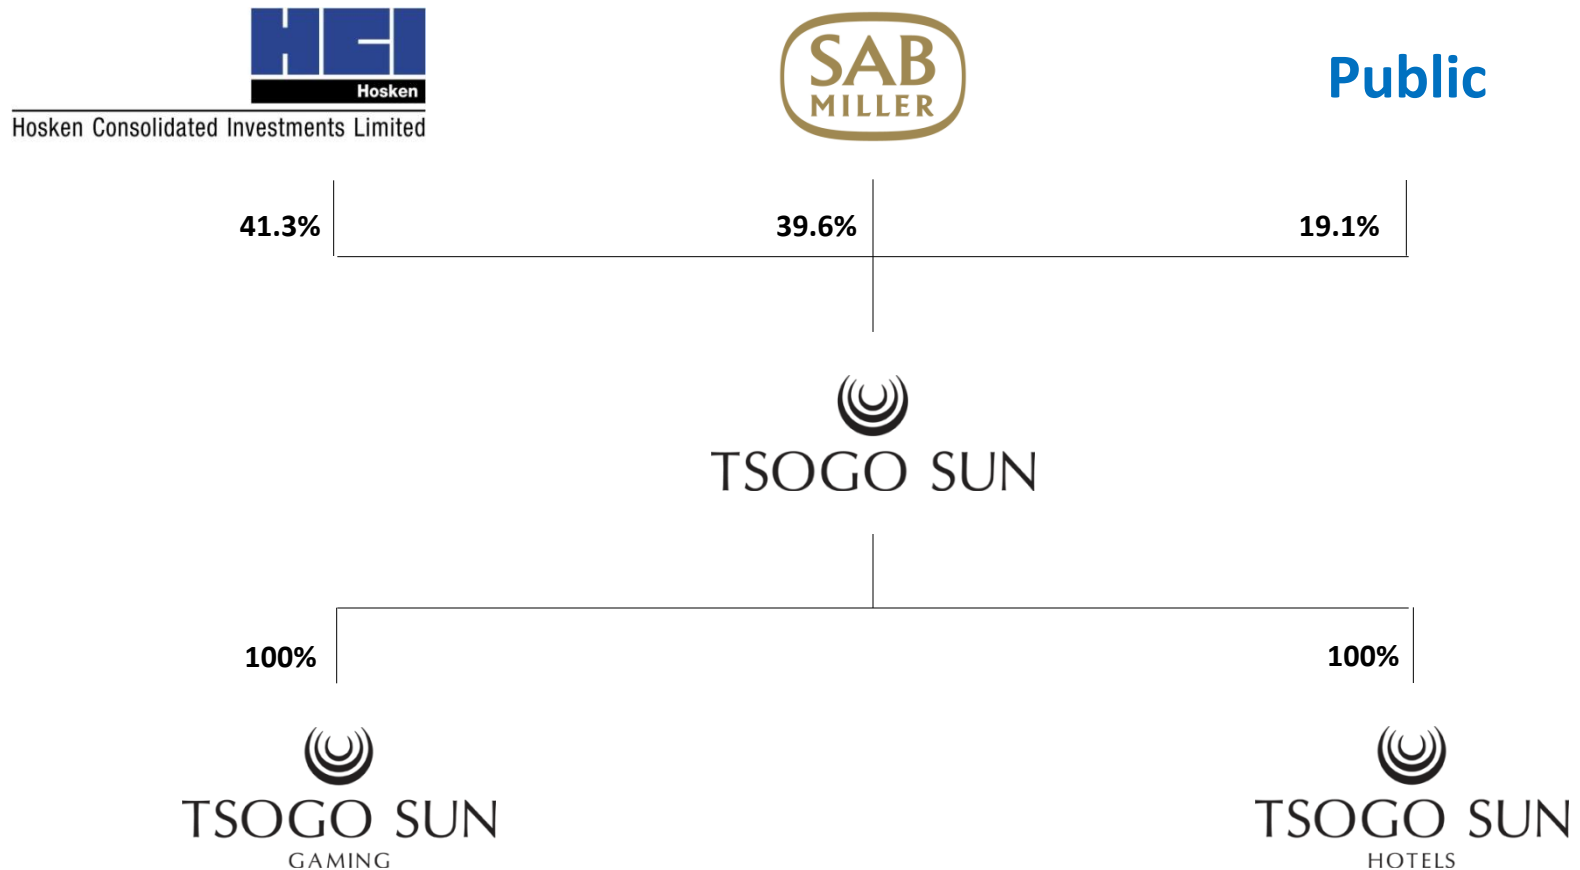 HCI
Hosken
Hosken Consolidated Investments Limited
SAB
MILLER
Public
41.3%
39.6%
19.1%
TSOGO SUN
100%
100%
TSOGO SUN
GAMING
TSOGO SUN
HOTELS